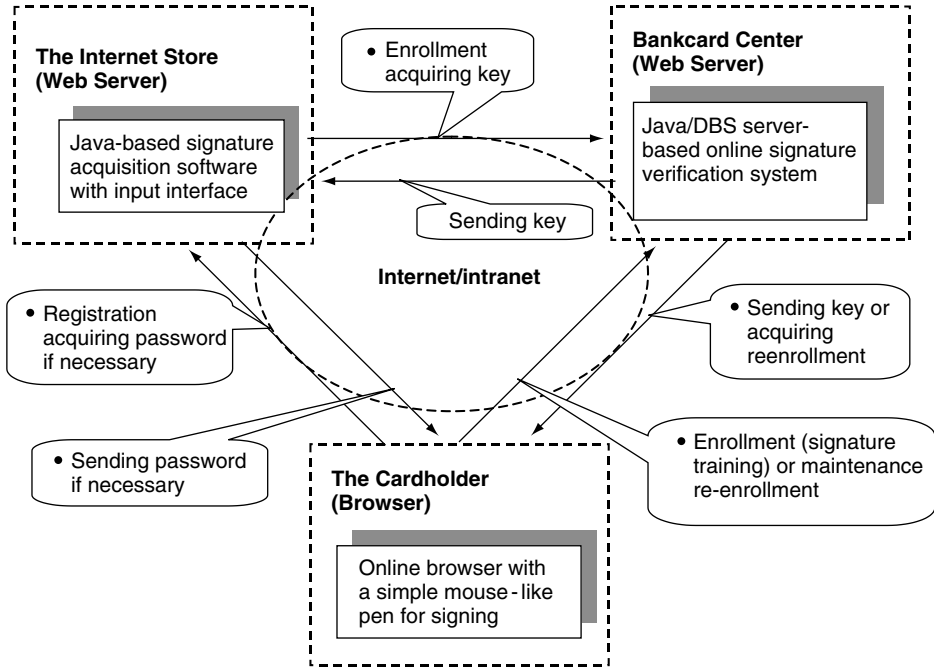 The Internet Store
(Web Server)
Java-based signature
acquisition software
with input interface
• Enrollment
acquiring key
Bankcard Center
(Web Server)
Java/DBS server-
based online signature
verification system
Sending key
Internet/intranet
• Registration
acquiring password
if necessary
• Sending key or
acquiring
reenrollment
• Sending password
if necessary
• Enrollment (signature
training) or maintenance
re-enrollment
The Cardholder
(Browser)
Online browser with
a simple mouse-like
pen for signing